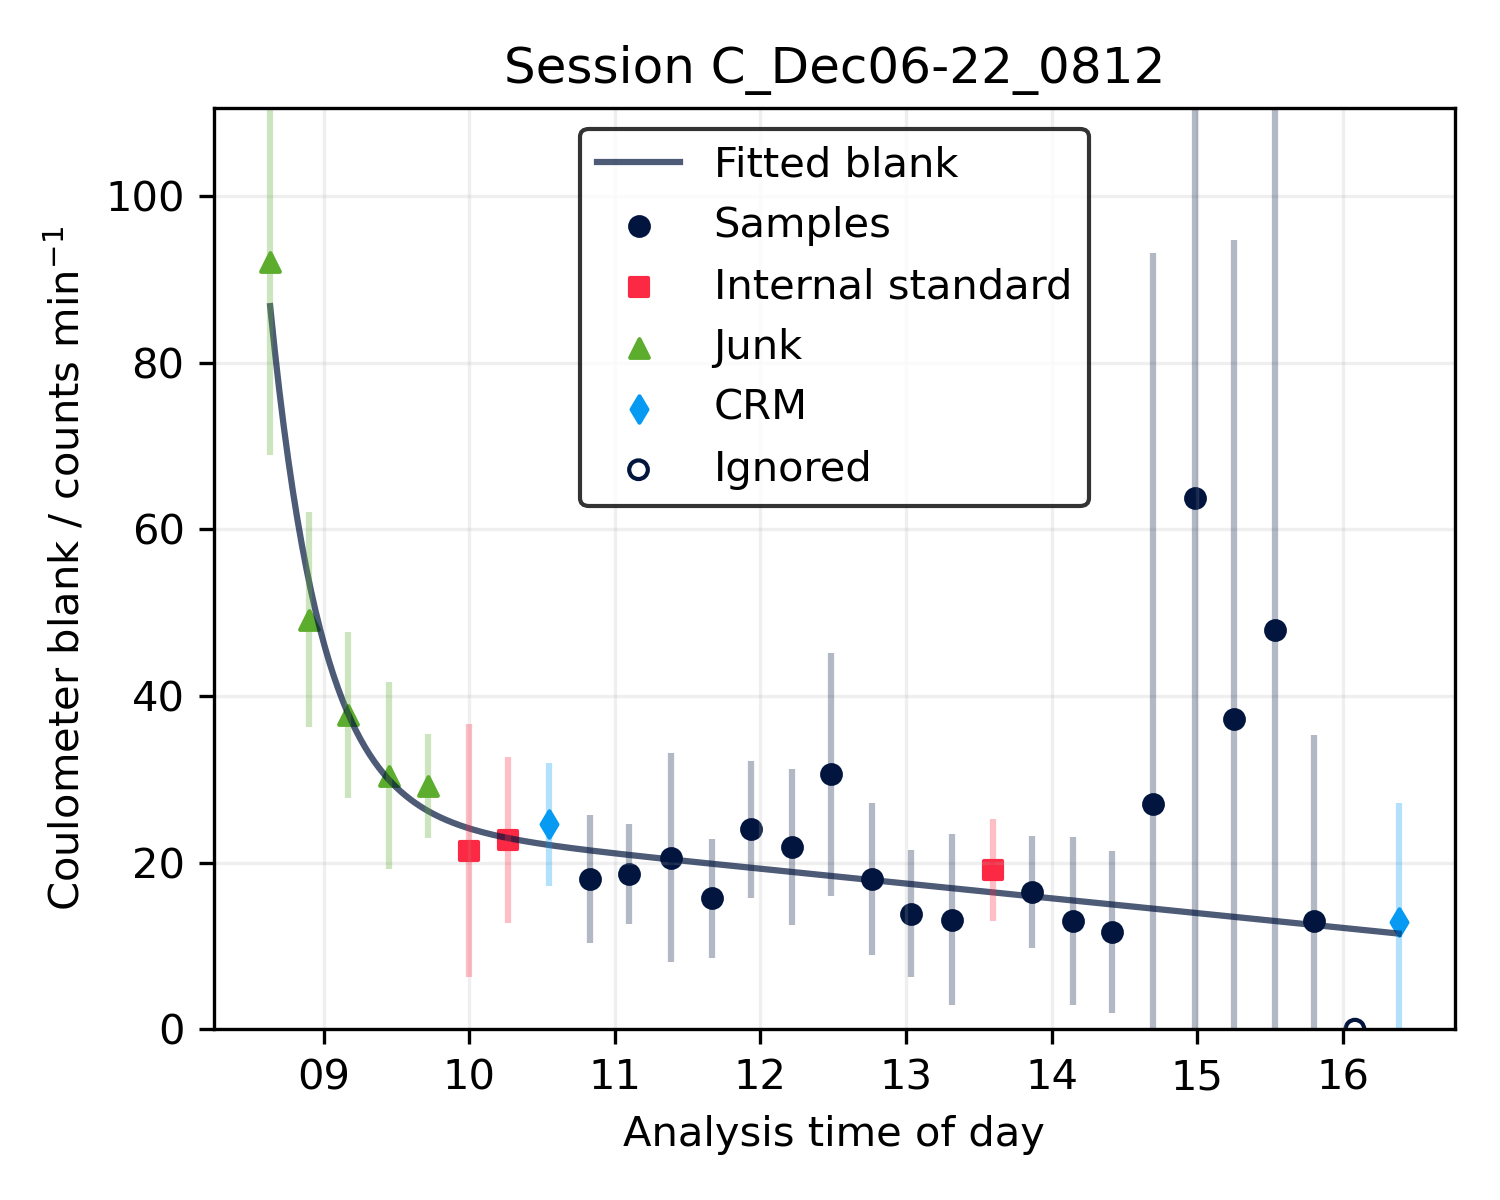 Session C_Dec06-22_0812
Coulometer blank / counts min⁻¹
100
80
60
40
20
0
Fitted blank
Samples
Internal standard
Junk
CRM
Ignored
09 10 11 12 13 14 15 16
Analysis time of day